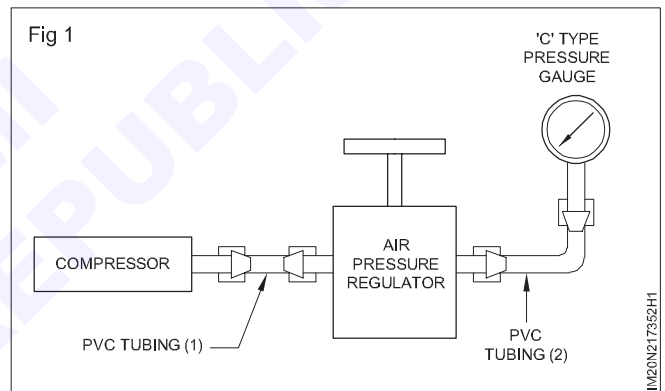 Fig 1
'C' TYPE
PRESSURE
GAUGE
COMPRESSOR
AIR
PRESSURE
REGULATOR
PVC TUBING (1)
PVC
TUBING (2)
IM20N217352H1